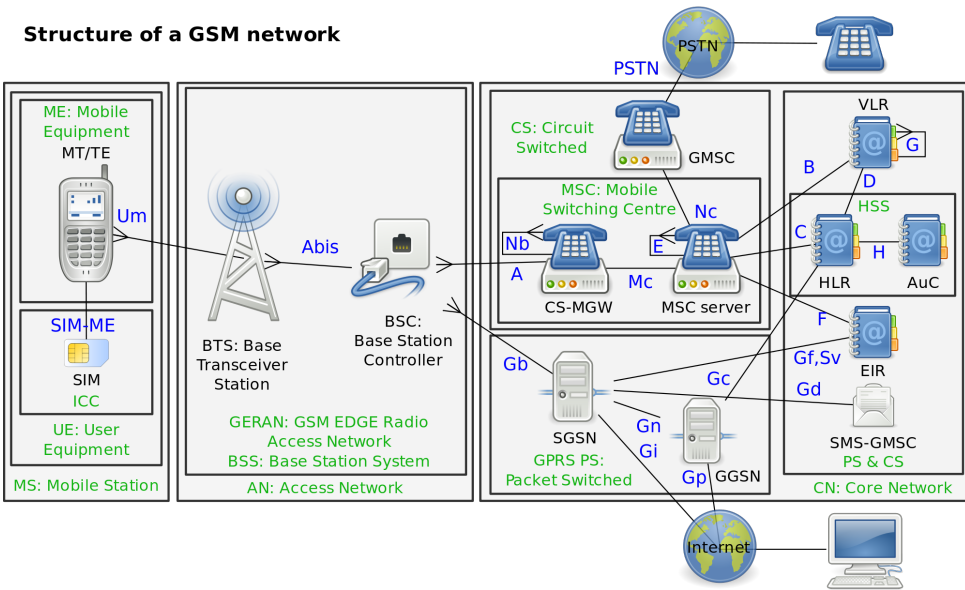 Structure of a GSM network
PSTN
PSTN
ME: Mobile
Equipment
MT/TE
Um
SIM-ME
SIM
ICC
UE: User
Equipment
MS: Mobile Station
BTS: Base
Transceiver
Station
Abis
BSC:
Base Station
Controller
GERAN: GSM EDGE Radio
Access Network
BSS: Base Station System
AN: Access Network
CS: Circuit
Switched
GMSC
MSC: Mobile
Switching Centre
Nc
Nb
E
A
Mc
CS-MGW
MSC server
VLR
G
B
D
HSS
C
H
HLR
AuC
F
Gf,Sv
EIR
Gb
Gc
Gd
SGSN
Gn
Gi
Gp
GGSN
GPRS PS:
Packet Switched
SMS-GMSC
PS & CS
CN: Core Network
Internet